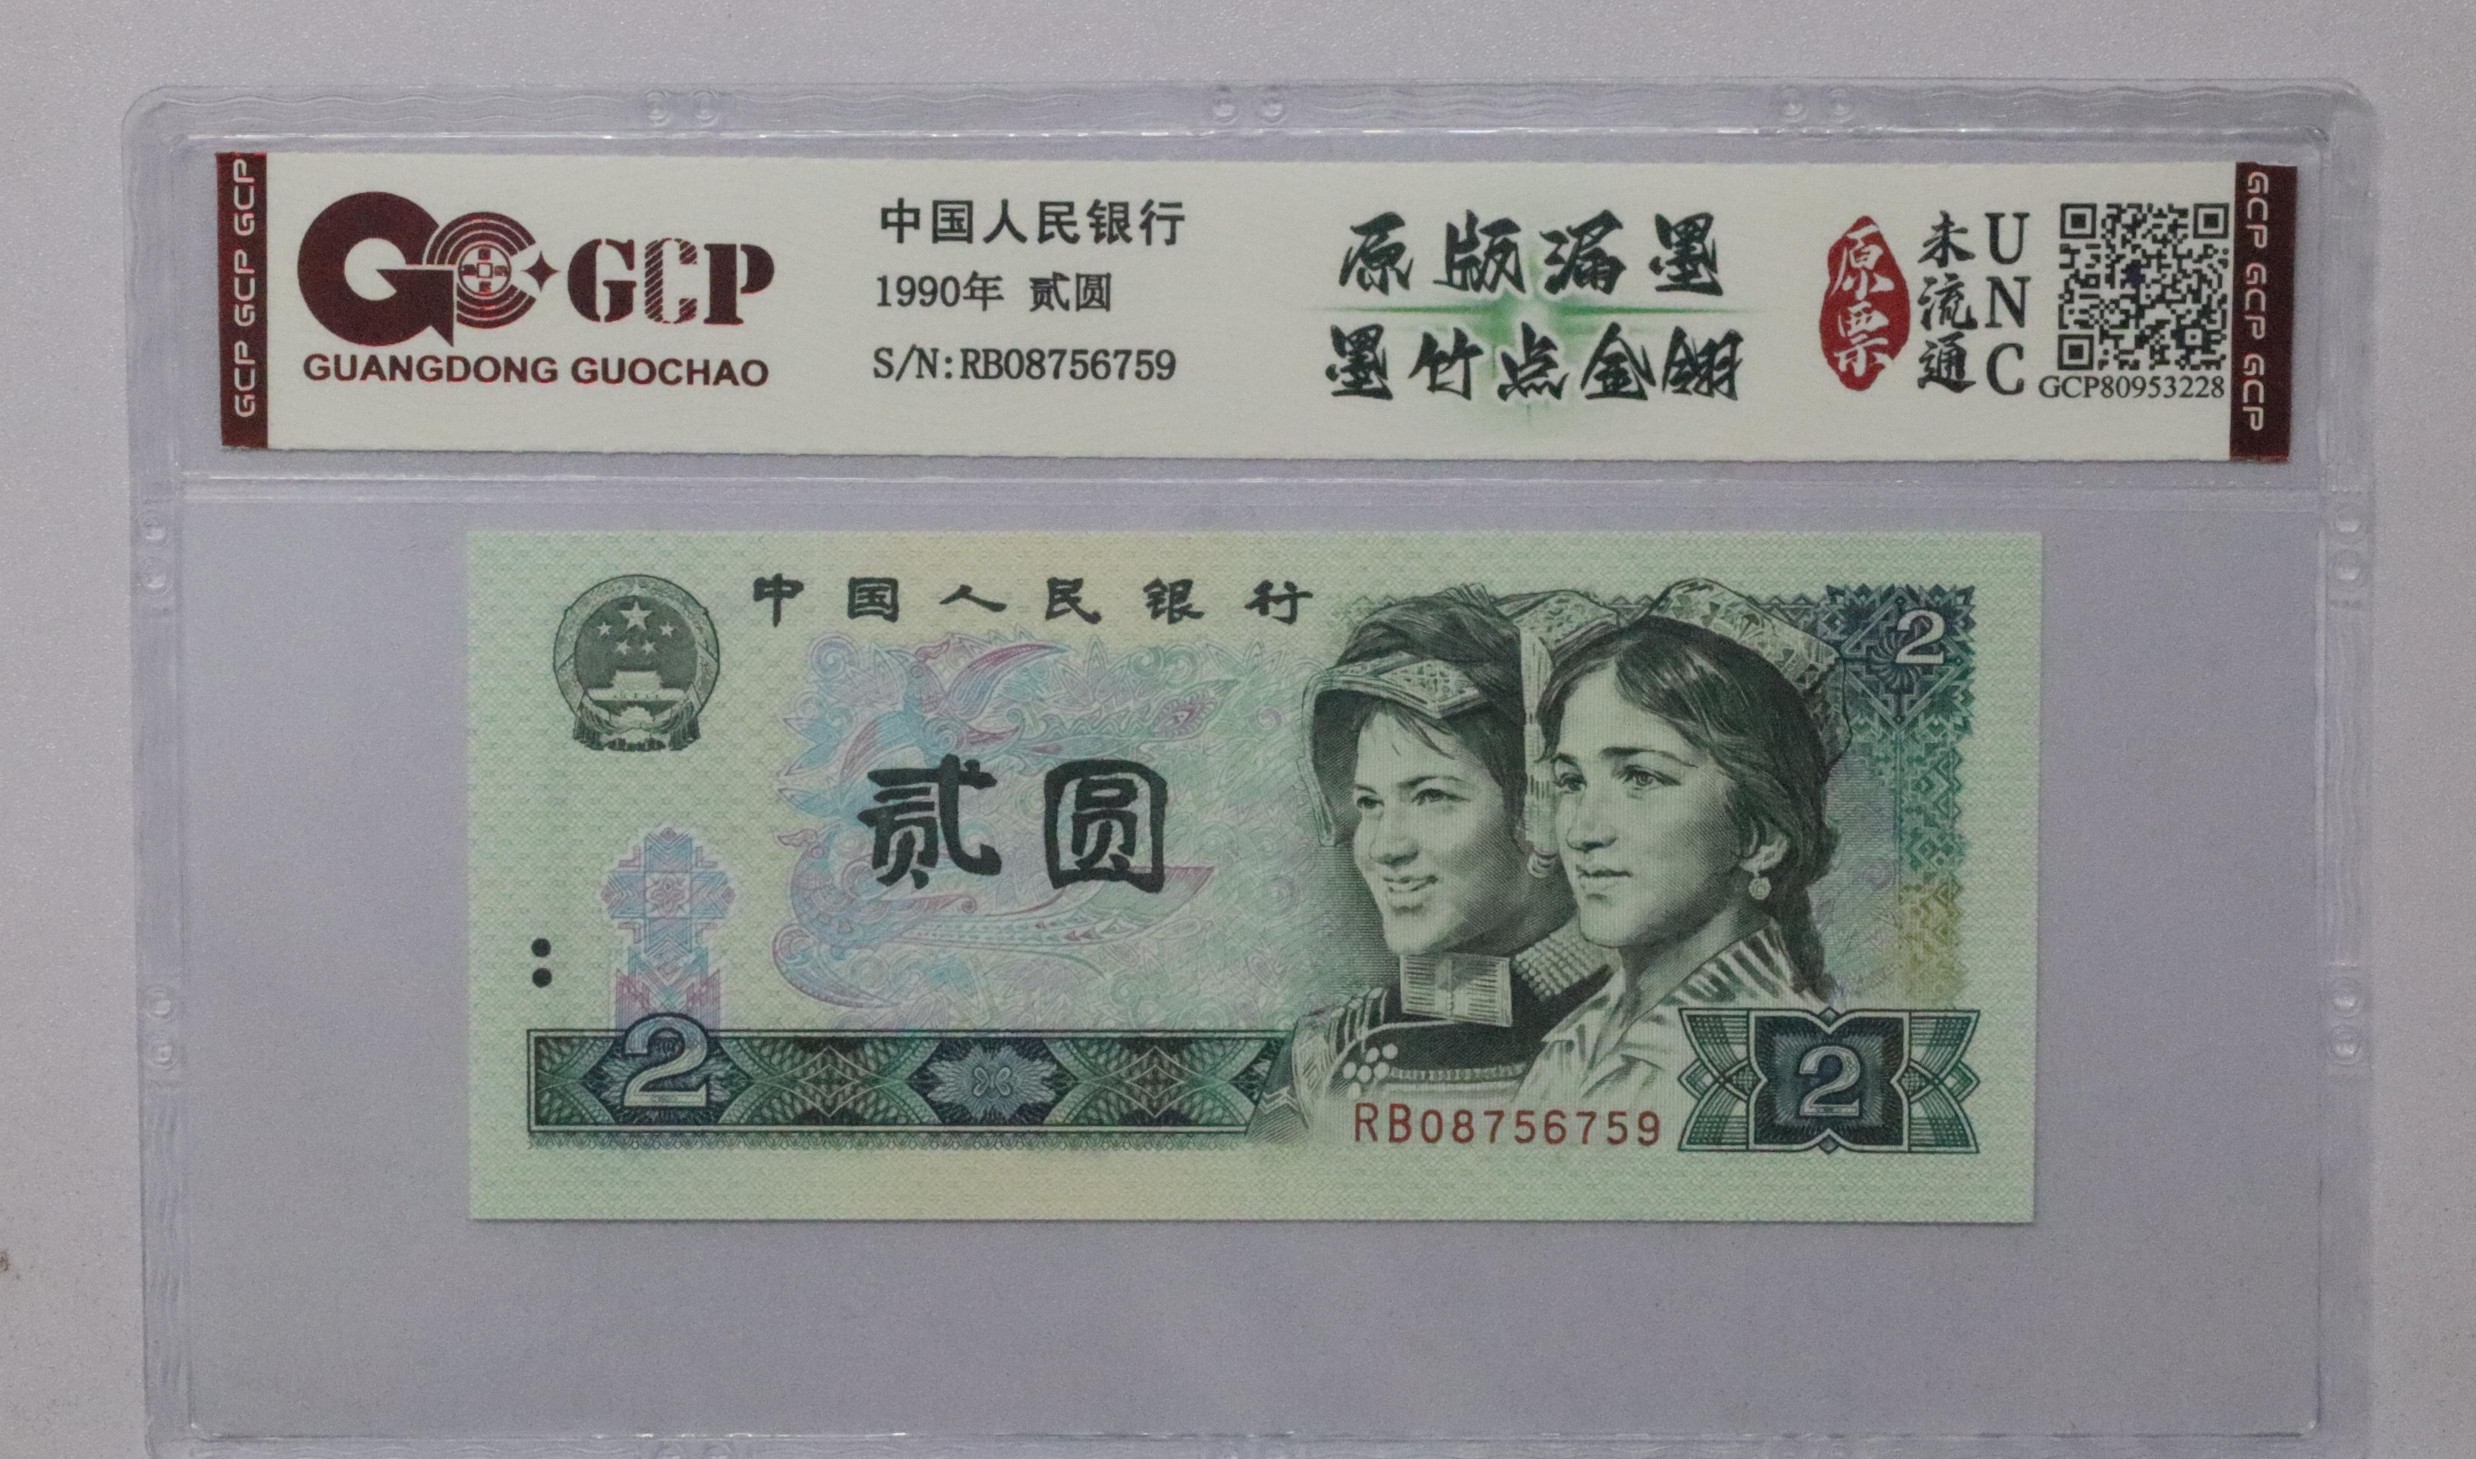 GCP GCP GCP
GCP
GUANGDONG GUOCHAO
中国人民银行
1990年 贰圆
S/N:RB08756759
原版漏墨
墨竹点金翎
原票
未流通
UNC
GCP80953228
GCP GCP GCP
中国人民银行
2
贰圆
2
RB08756759
2